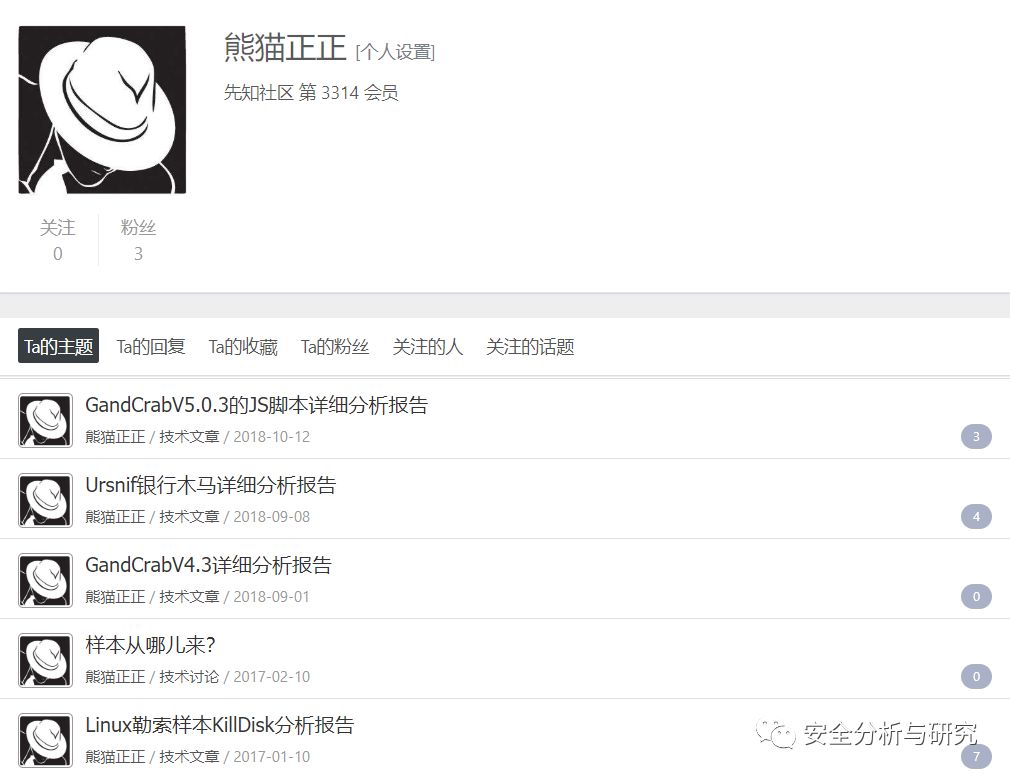 熊猫正正 [个人设置]
先知社区 第 3314 会员
关注 粉丝
0 3
Ta的主题 Ta的回复 Ta的收藏 Ta的粉丝 关注的人 关注的话题
GandCrabV5.0.3的JS脚本详细分析报告
熊猫正正 / 技术文章 / 2018-10-12 3
Ursnif银行木马详细分析报告
熊猫正正 / 技术文章 / 2018-09-08 4
GandCrabV4.3详细分析报告
熊猫正正 / 技术文章 / 2018-09-01 0
样本从哪儿来?
熊猫正正 / 技术讨论 / 2017-02-10 0
Linux勒索样本KillDisk分析报告
安全分析与研究
熊猫正正 / 技术文章 / 2017-01-10 7